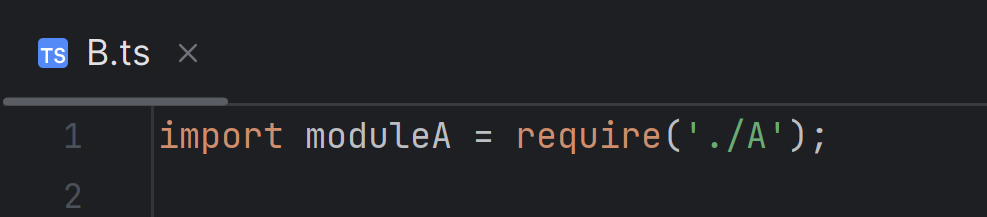 TS B.ts ×
1 import moduleA = require('./A');
2